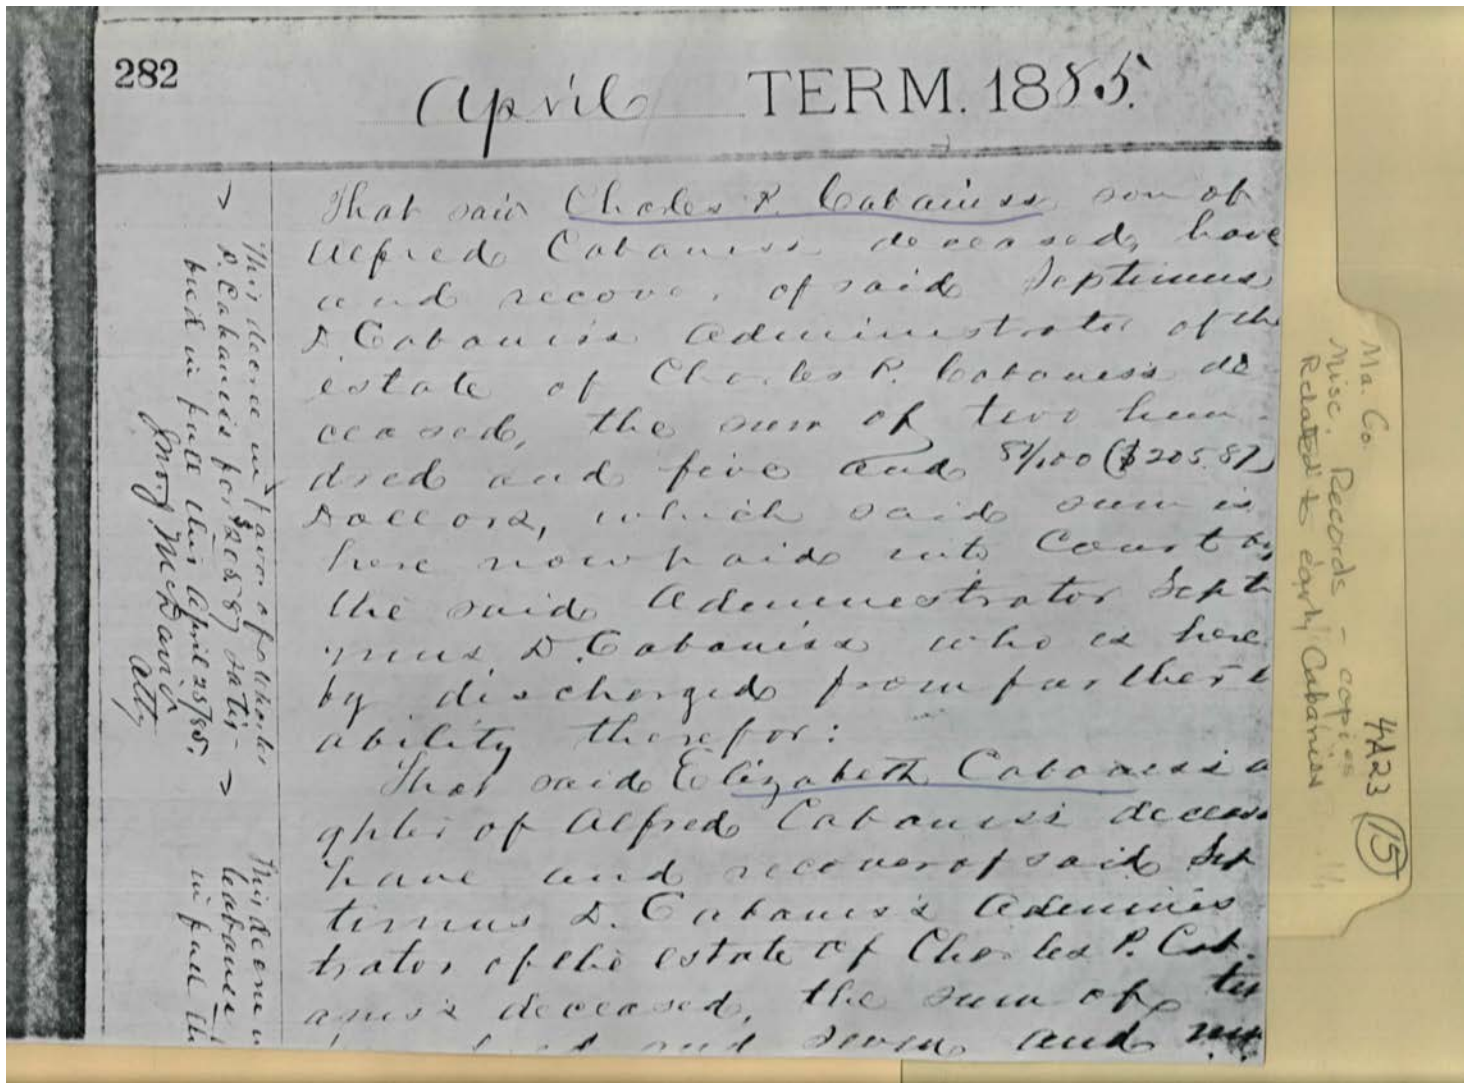 282
April TERM. 1885.
That said Charles P. Cabaniss son of
Alfred Cabaniss deceased, have
and recover of said Septimus
D. Cabaniss Administrator of the
estate of Charles P. Cabaniss de
ceased, the sum of two hun
dred and five and 87/100 ($205.87)
Dollars, which said sum is
here now paid into Court by
the said Administrator Septi
mus D. Cabaniss who is here
by discharged from further li
ability therefor:
That said Elizabeth Cabaniss
ghter of Alfred Cabaniss deceas
have and recover of said Sep
timus D. Cabaniss Adminis
trator of the estate of Charles P. Cab
aniss deceased, the sum of
and seven and
This decree in favor of Charles
P. Cabaniss for $205.87 satis-
fied in full this April 25/85.
McDavid
Atty
This decree
Cabaniss
in full
Ma. Co.
Misc. Records - copies
Related to early Cabaniss
4A23 (15)